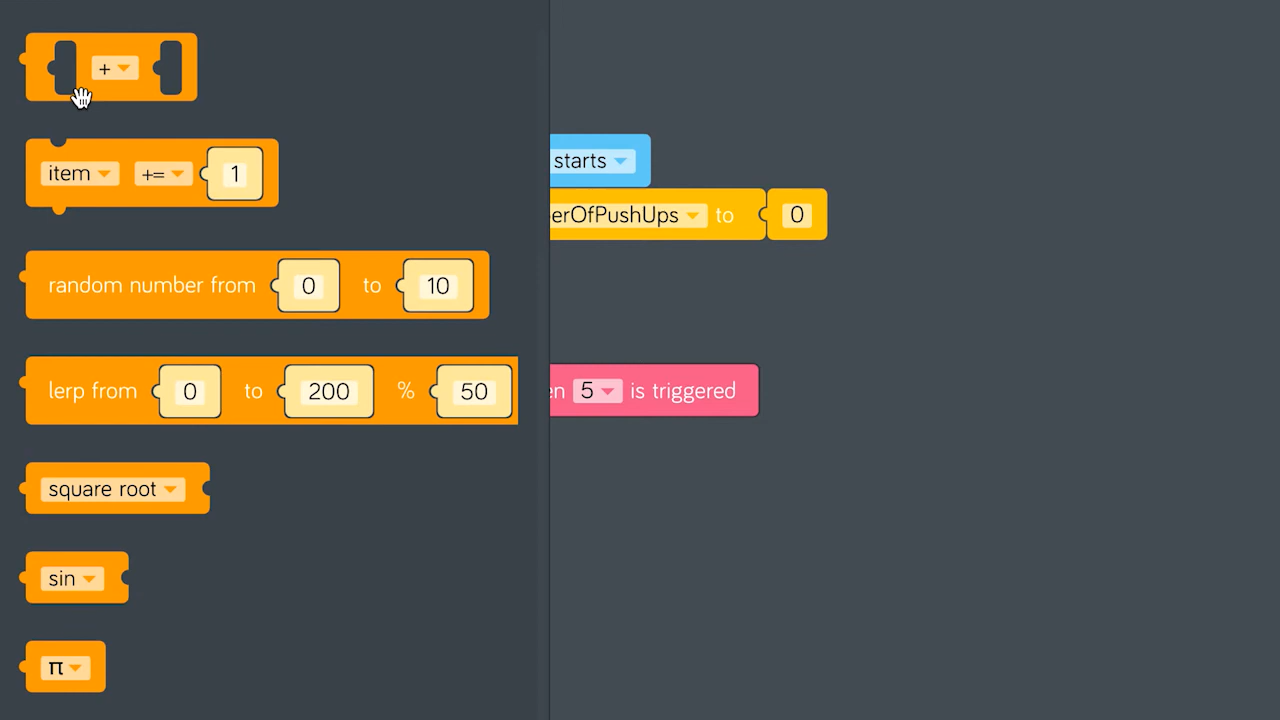 +
item += 1
random number from 0 to 10
lerp from 0 to 200 % 50
square root
sin
π
starts
erOfPushUps to 0
en 5 is triggered